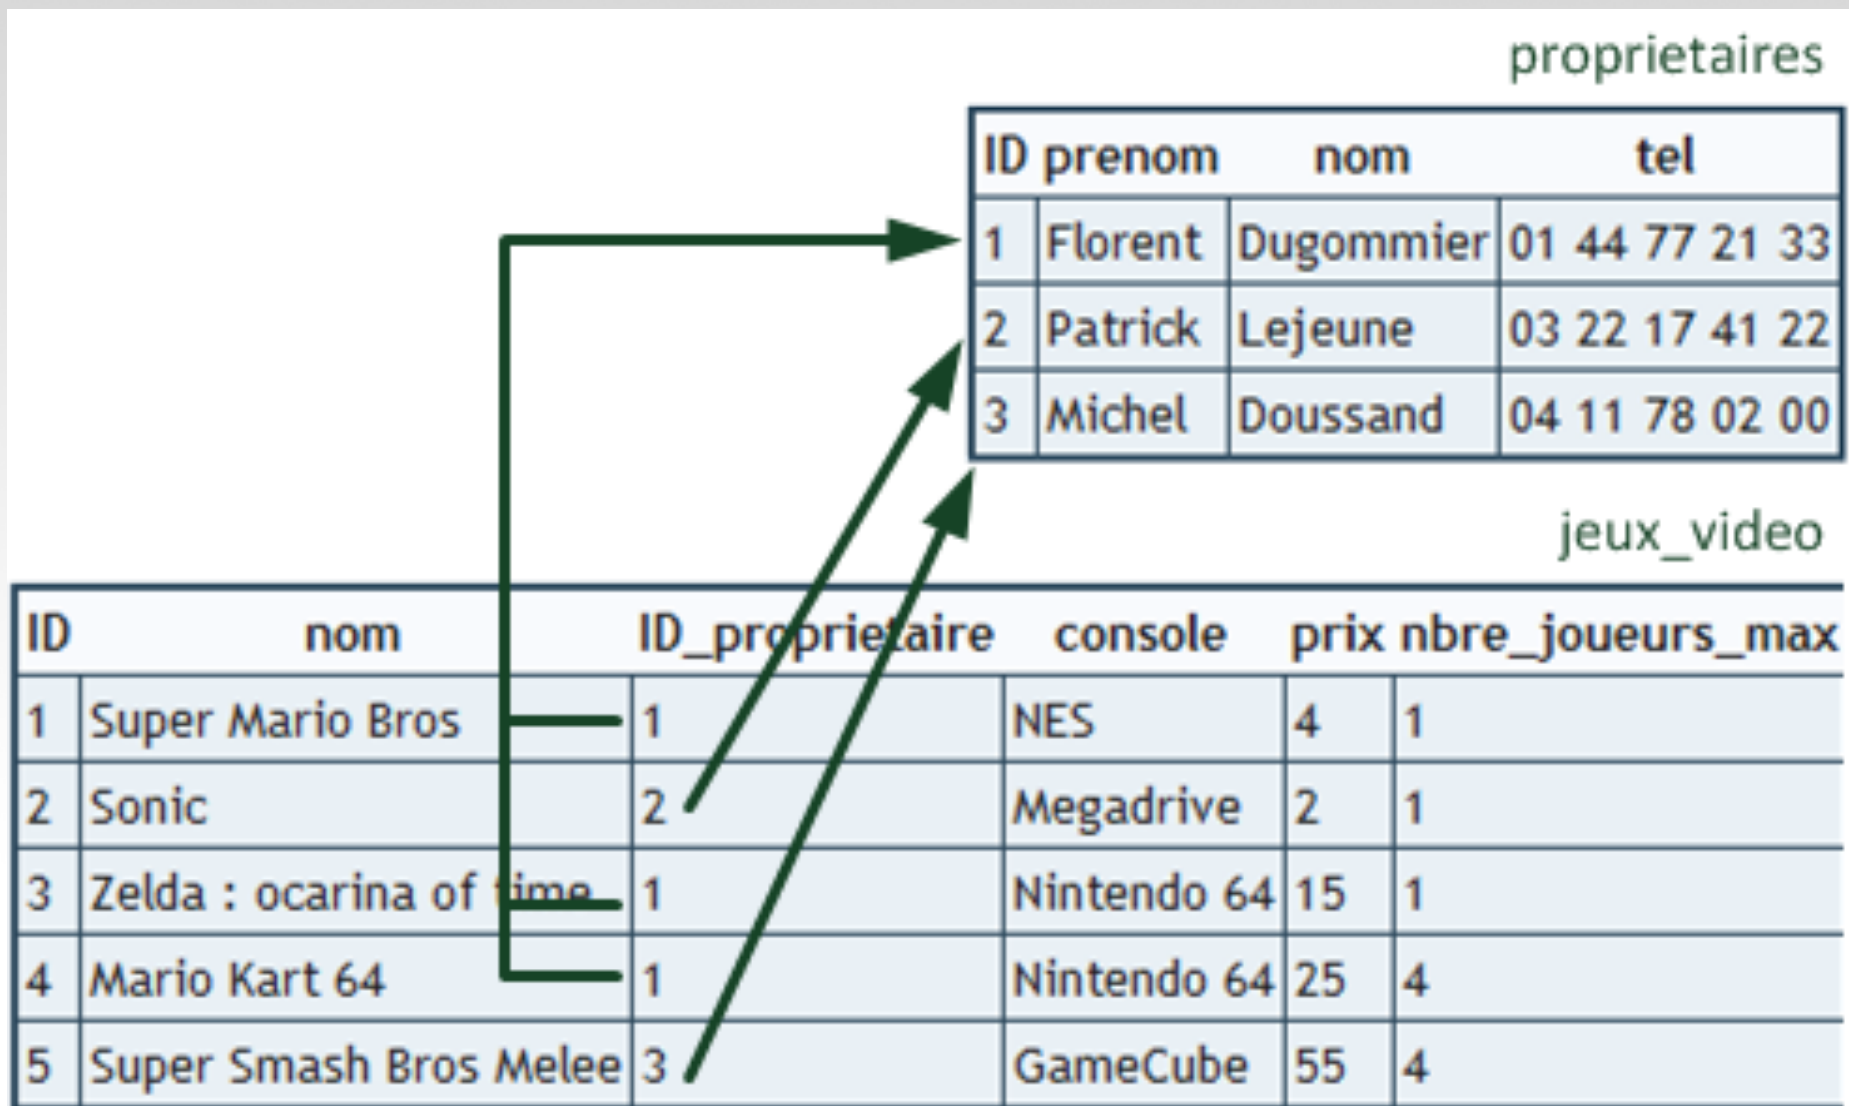 proprietaires
ID prenom nom tel
1 Florent Dugommier 01 44 77 21 33
2 Patrick Lejeune 03 22 17 41 22
3 Michel Doussand 04 11 78 02 00
jeux_video
ID nom ID_proprietaire console prix nbre_joueurs_max
1 Super Mario Bros 1 NES 4 1
2 Sonic 2 Megadrive 2 1
3 Zelda : ocarina of time 1 Nintendo 64 15 1
4 Mario Kart 64 1 Nintendo 64 25 4
5 Super Smash Bros Melee 3 GameCube 55 4